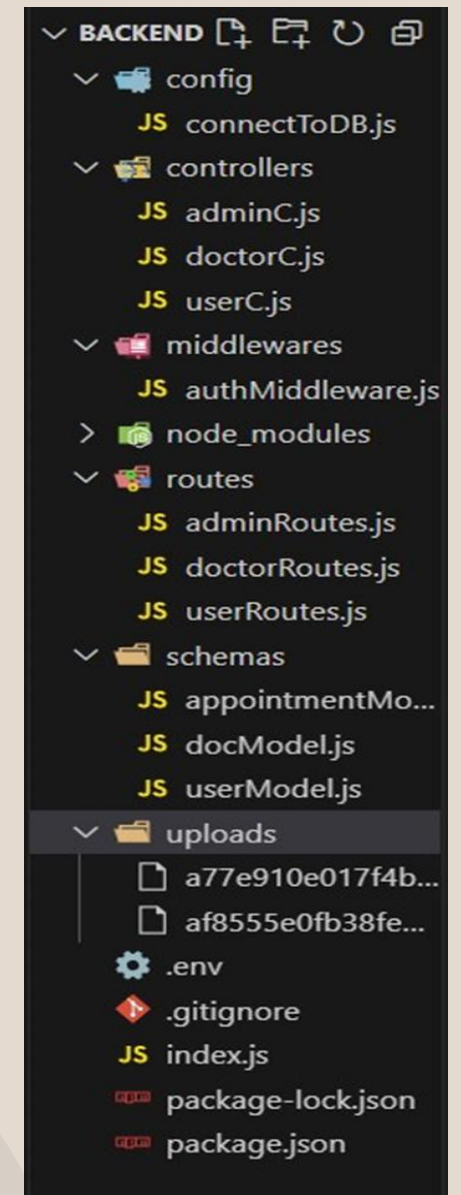 BACKEND
config
JS connectToDB.js
controllers
JS adminC.js
JS doctorC.js
JS userC.js
middlewares
JS authMiddleware.js
node_modules
routes
JS adminRoutes.js
JS doctorRoutes.js
JS userRoutes.js
schemas
JS appointmentMo...
JS docModel.js
JS userModel.js
uploads
a77e910e017f4b...
af8555e0fb38fe...
.env
.gitignore
JS index.js
package-lock.json
package.json